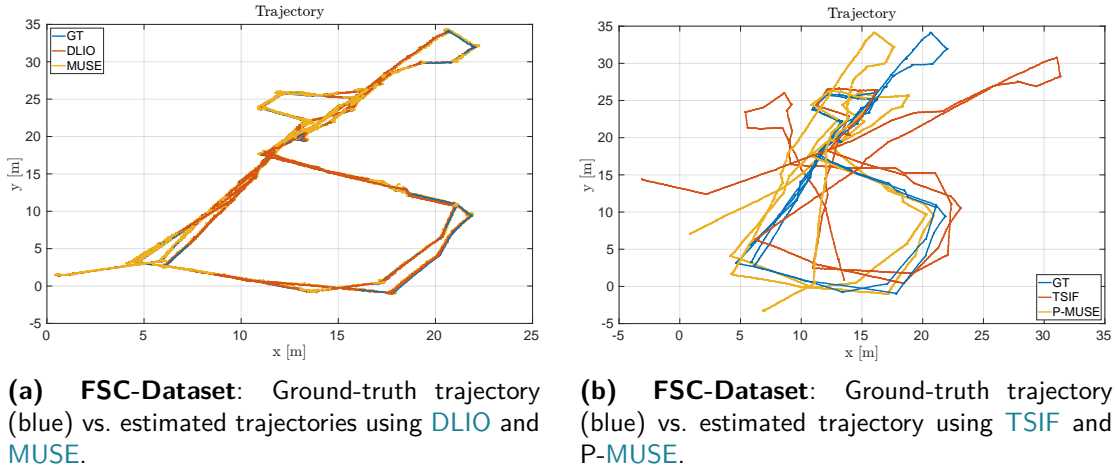 Trajectory
GT
DLIO
MUSE
35
30
25
20
15
10
5
0
-5
y [m]
0 5 10 15 20 25
x [m]
(a) FSC-Dataset: Ground-truth trajectory
(blue) vs. estimated trajectories using DLIO and
MUSE.
Trajectory
35
30
25
20
15
10
5
0
-5
y [m]
GT
TSIF
P-MUSE
-5 0 5 10 15 20 25 30 35
x [m]
(b) FSC-Dataset: Ground-truth trajectory
(blue) vs. estimated trajectory using TSIF and
P-MUSE.